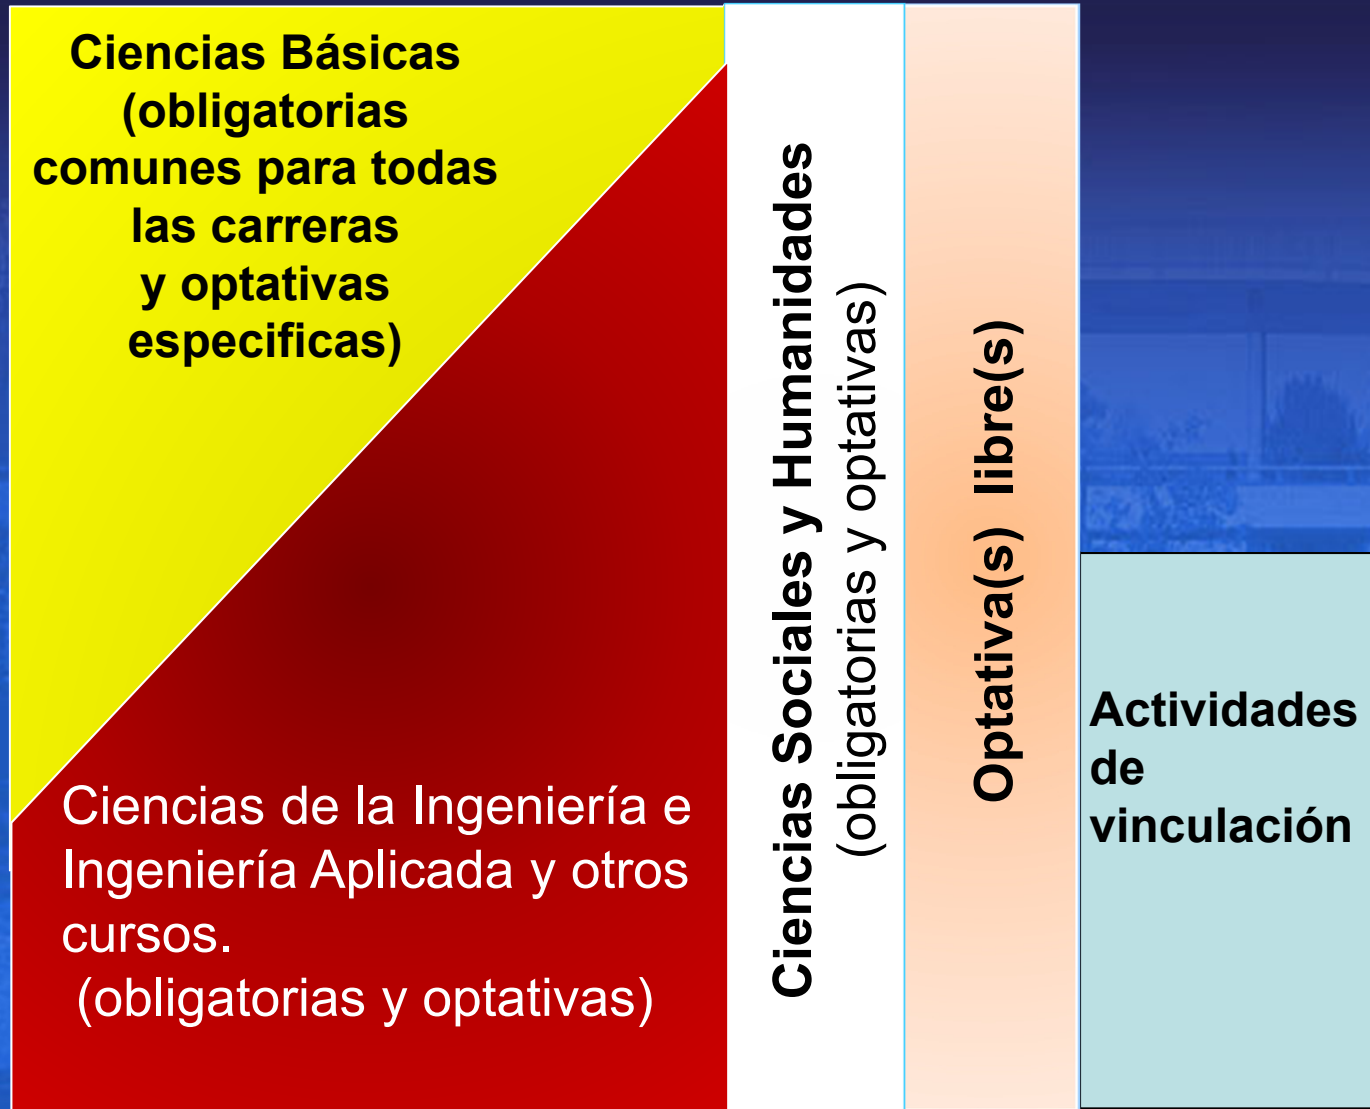 Ciencias Básicas
(obligatorias
comunes para todas
las carreras
y optativas
especificas)
Ciencias de la Ingeniería e
Ingeniería Aplicada y otros
cursos.
(obligatorias y optativas)
Ciencias Sociales y Humanidades
(obligatorias y optativas)
Optativa(s) libre(s)
Actividades
de
vinculación